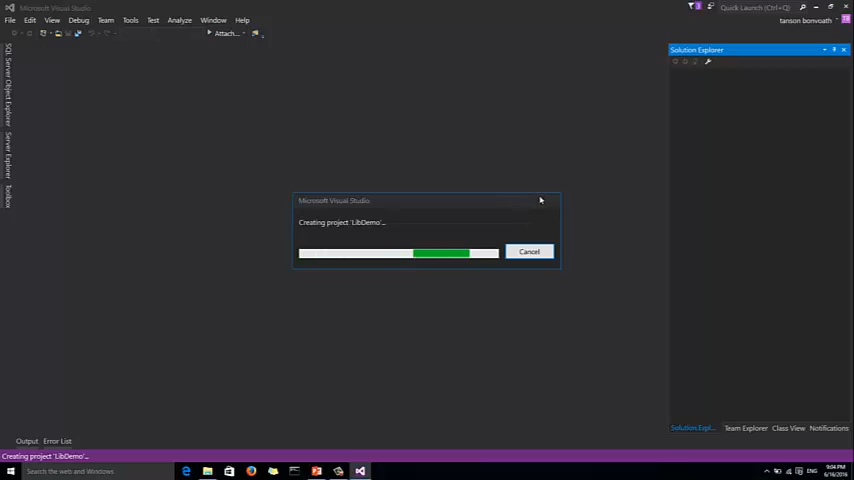 Microsoft Visual Studio
Quick Launch (Ctrl+Q)
File Edit View Debug Team Tools Test Analyze Window Help
tanson bonvoath
Attach...
SQL Server Object Explorer
Server Explorer
Toolbox
Solution Explorer
Microsoft Visual Studio
Creating project 'LibDemo'...
Cancel
Solution Expl... Team Explorer Class View Notifications
Output Error List
Creating project 'LibDemo'...
Search the web and Windows
ENG
9:04 PM
6/16/2016